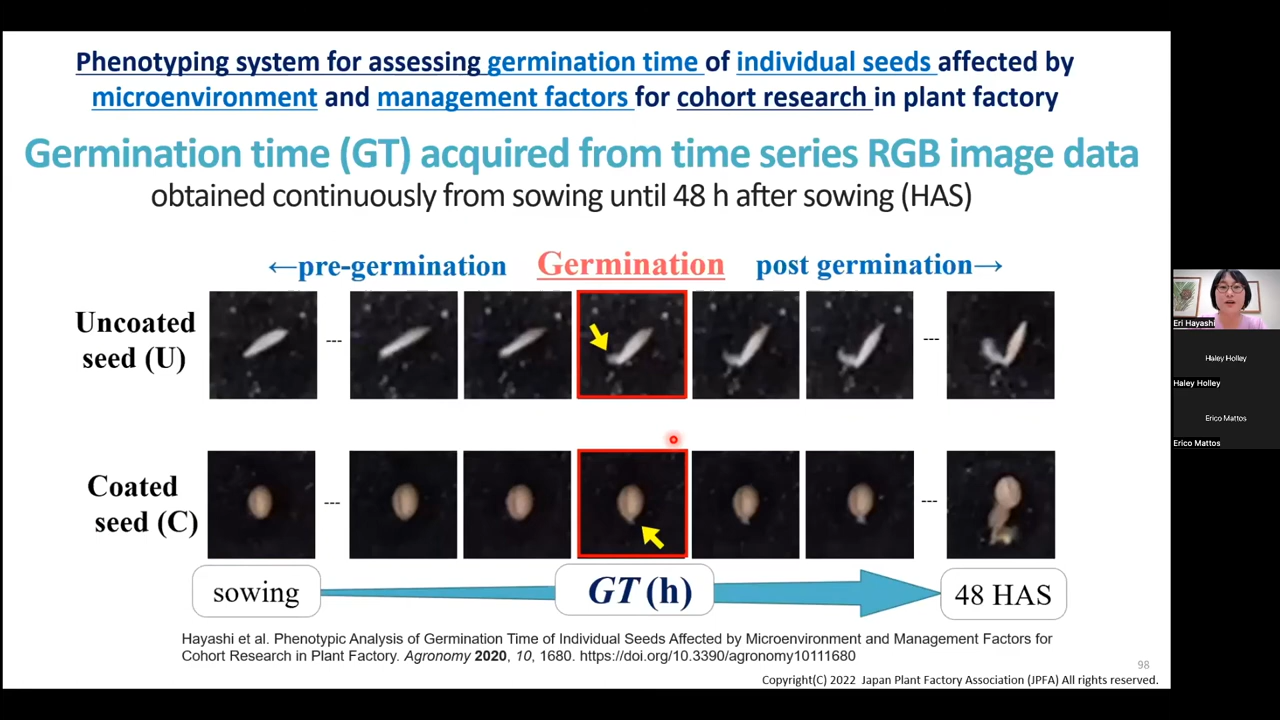 Phenotyping system for assessing germination time of individual seeds affected by
microenvironment and management factors for cohort research in plant factory
Germination time (GT) acquired from time series RGB image data
obtained continuously from sowing until 48 h after sowing (HAS)
←pre-germination Germination post germination→
Uncoated
seed (U)
---
---
Coated
seed (C)
---
---
sowing
GT (h)
48 HAS
Hayashi et al. Phenotypic Analysis of Germination Time of Individual Seeds Affected by Microenvironment and Management Factors for
Cohort Research in Plant Factory. Agronomy 2020, 10, 1680. https://doi.org/10.3390/agronomy10111680
98
Copyright(C) 2022 Japan Plant Factory Association (JPFA) All rights reserved.
Eri Hayashi
Haley Holley
Haley Holley
Erico Mattos
Erico Mattos